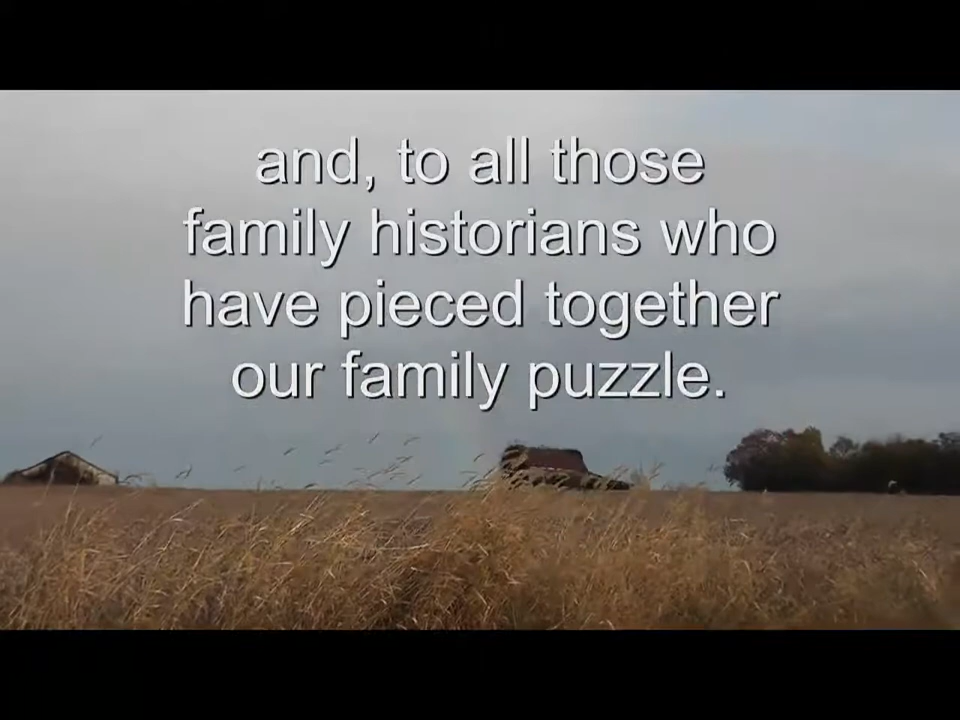 and, to all those
family historians who
have pieced together
our family puzzle.